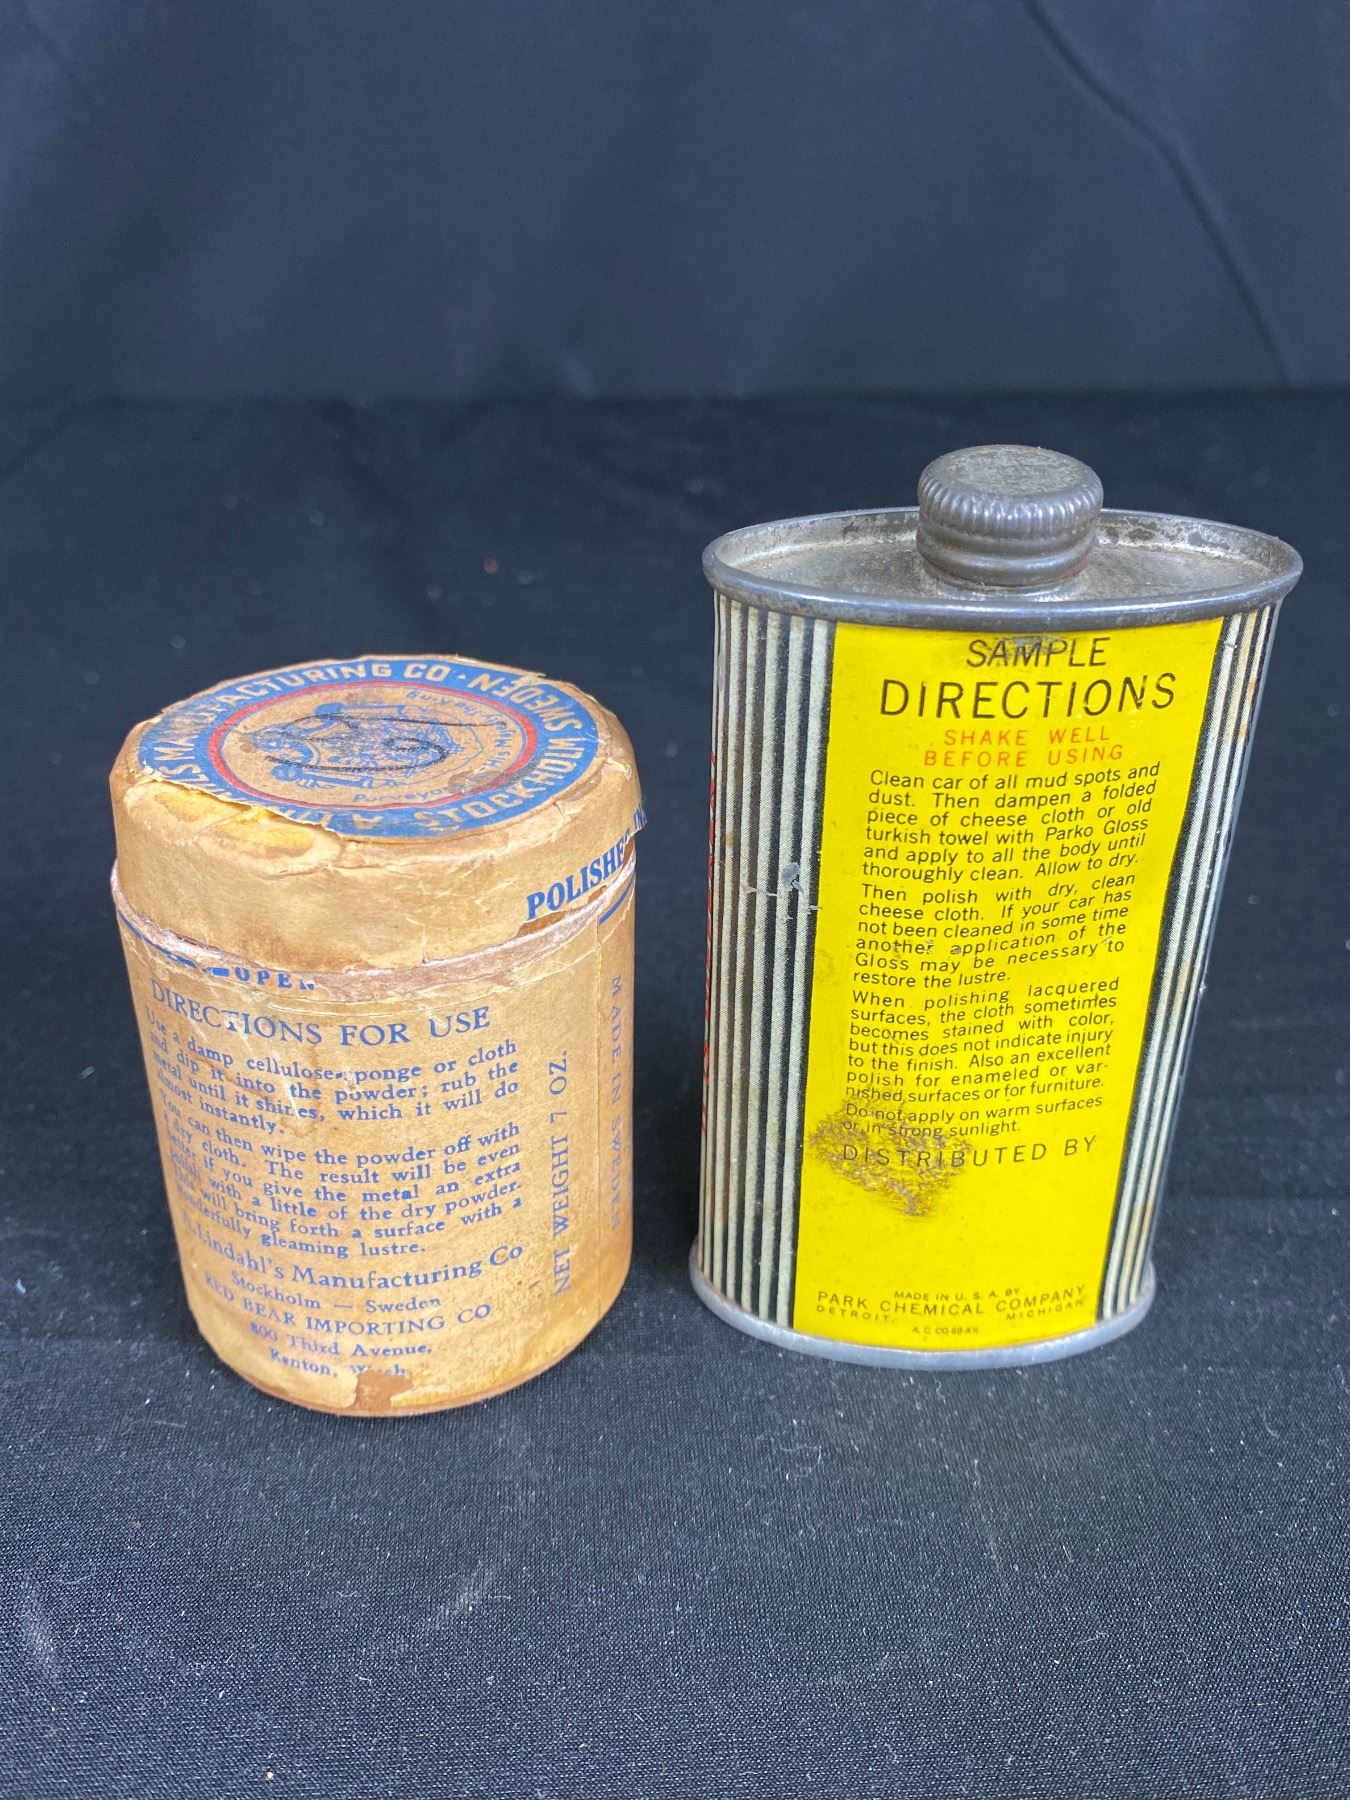 MANUFACTURING CO · STOCKHOLM SWEDEN
POLISHES
OPEN
DIRECTIONS FOR USE
Use a damp cellulose sponge or cloth
and dip it into the powder; rub the
metal until it shines, which it will do
almost instantly.
You can then wipe the powder off with
a dry cloth. The result will be even
better if you give the metal an extra
polish with a little of the dry powder.
This will bring forth a surface with a
wonderfully gleaming lustre.
A. Lindahl's Manufacturing Co
Stockholm — Sweden
RED BEAR IMPORTING CO
800 Third Avenue,
Renton, Wash.
NET WEIGHT 7 OZ.
MADE IN SWEDEN
SAMPLE
DIRECTIONS
SHAKE WELL
BEFORE USING
Clean car of all mud spots and
dust. Then dampen a folded
piece of cheese cloth or old
turkish towel with Parko Gloss
and apply to all the body until
thoroughly clean. Allow to dry.
Then polish with dry, clean
cheese cloth. If your car has
not been cleaned in some time
another application of the
Gloss may be necessary to
restore the lustre.
When polishing lacquered
surfaces, the cloth sometimes
becomes stained with color,
but this does not indicate injury
to the finish. Also an excellent
polish for enameled or var-
nished surfaces or for furniture.
Do not apply on warm surfaces
or in strong sunlight.
DISTRIBUTED BY
MADE IN U. S. A. BY
PARK CHEMICAL COMPANY
DETROIT, MICHIGAN
A. C. CO. 88 AX